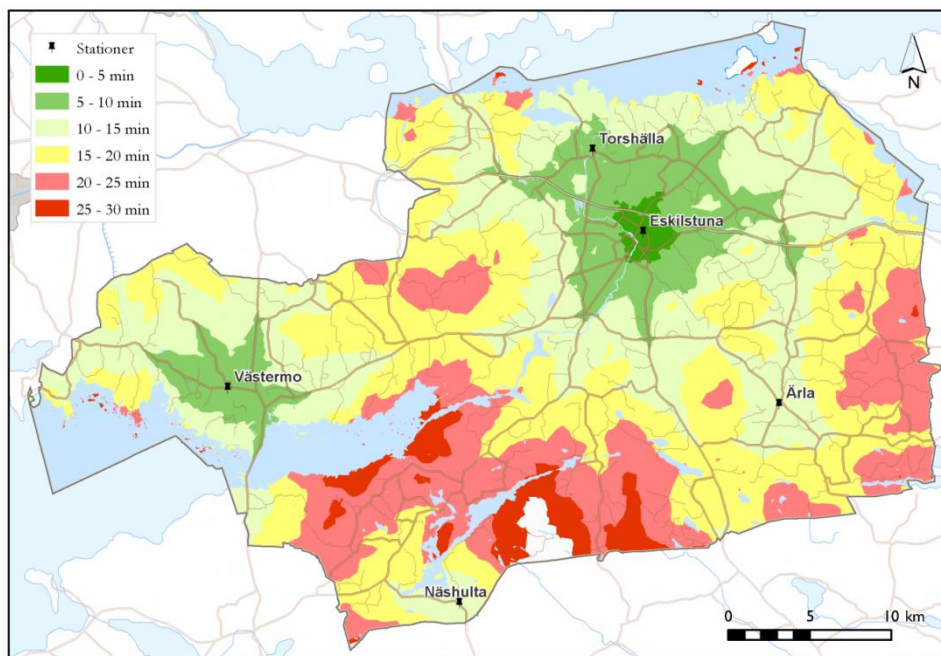 Stationer
0 - 5 min
5 - 10 min
10 - 15 min
15 - 20 min
20 - 25 min
25 - 30 min
N
Torshälla
Eskilstuna
Västermo
Ärla
Näshulta
0 5 10 km